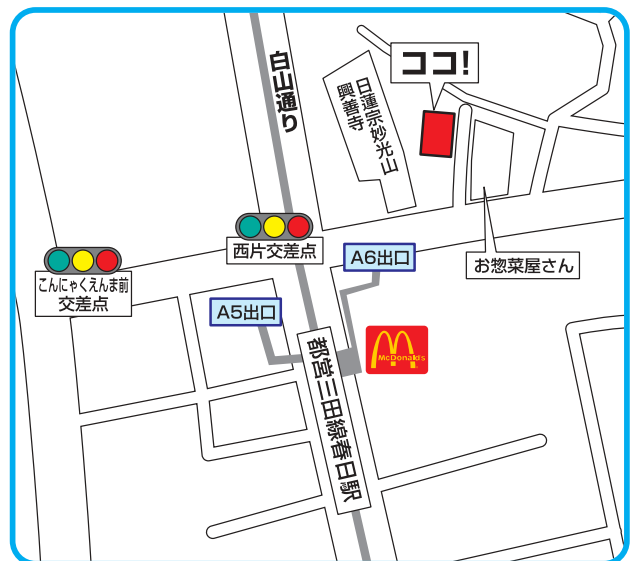 ココ!
白山通り
日蓮宗妙光山
興善寺
西片交差点
A6出口
お惣菜屋さん
こんにゃくえんま前
交差点
A5出口
McDonald's
都営三田線春日駅